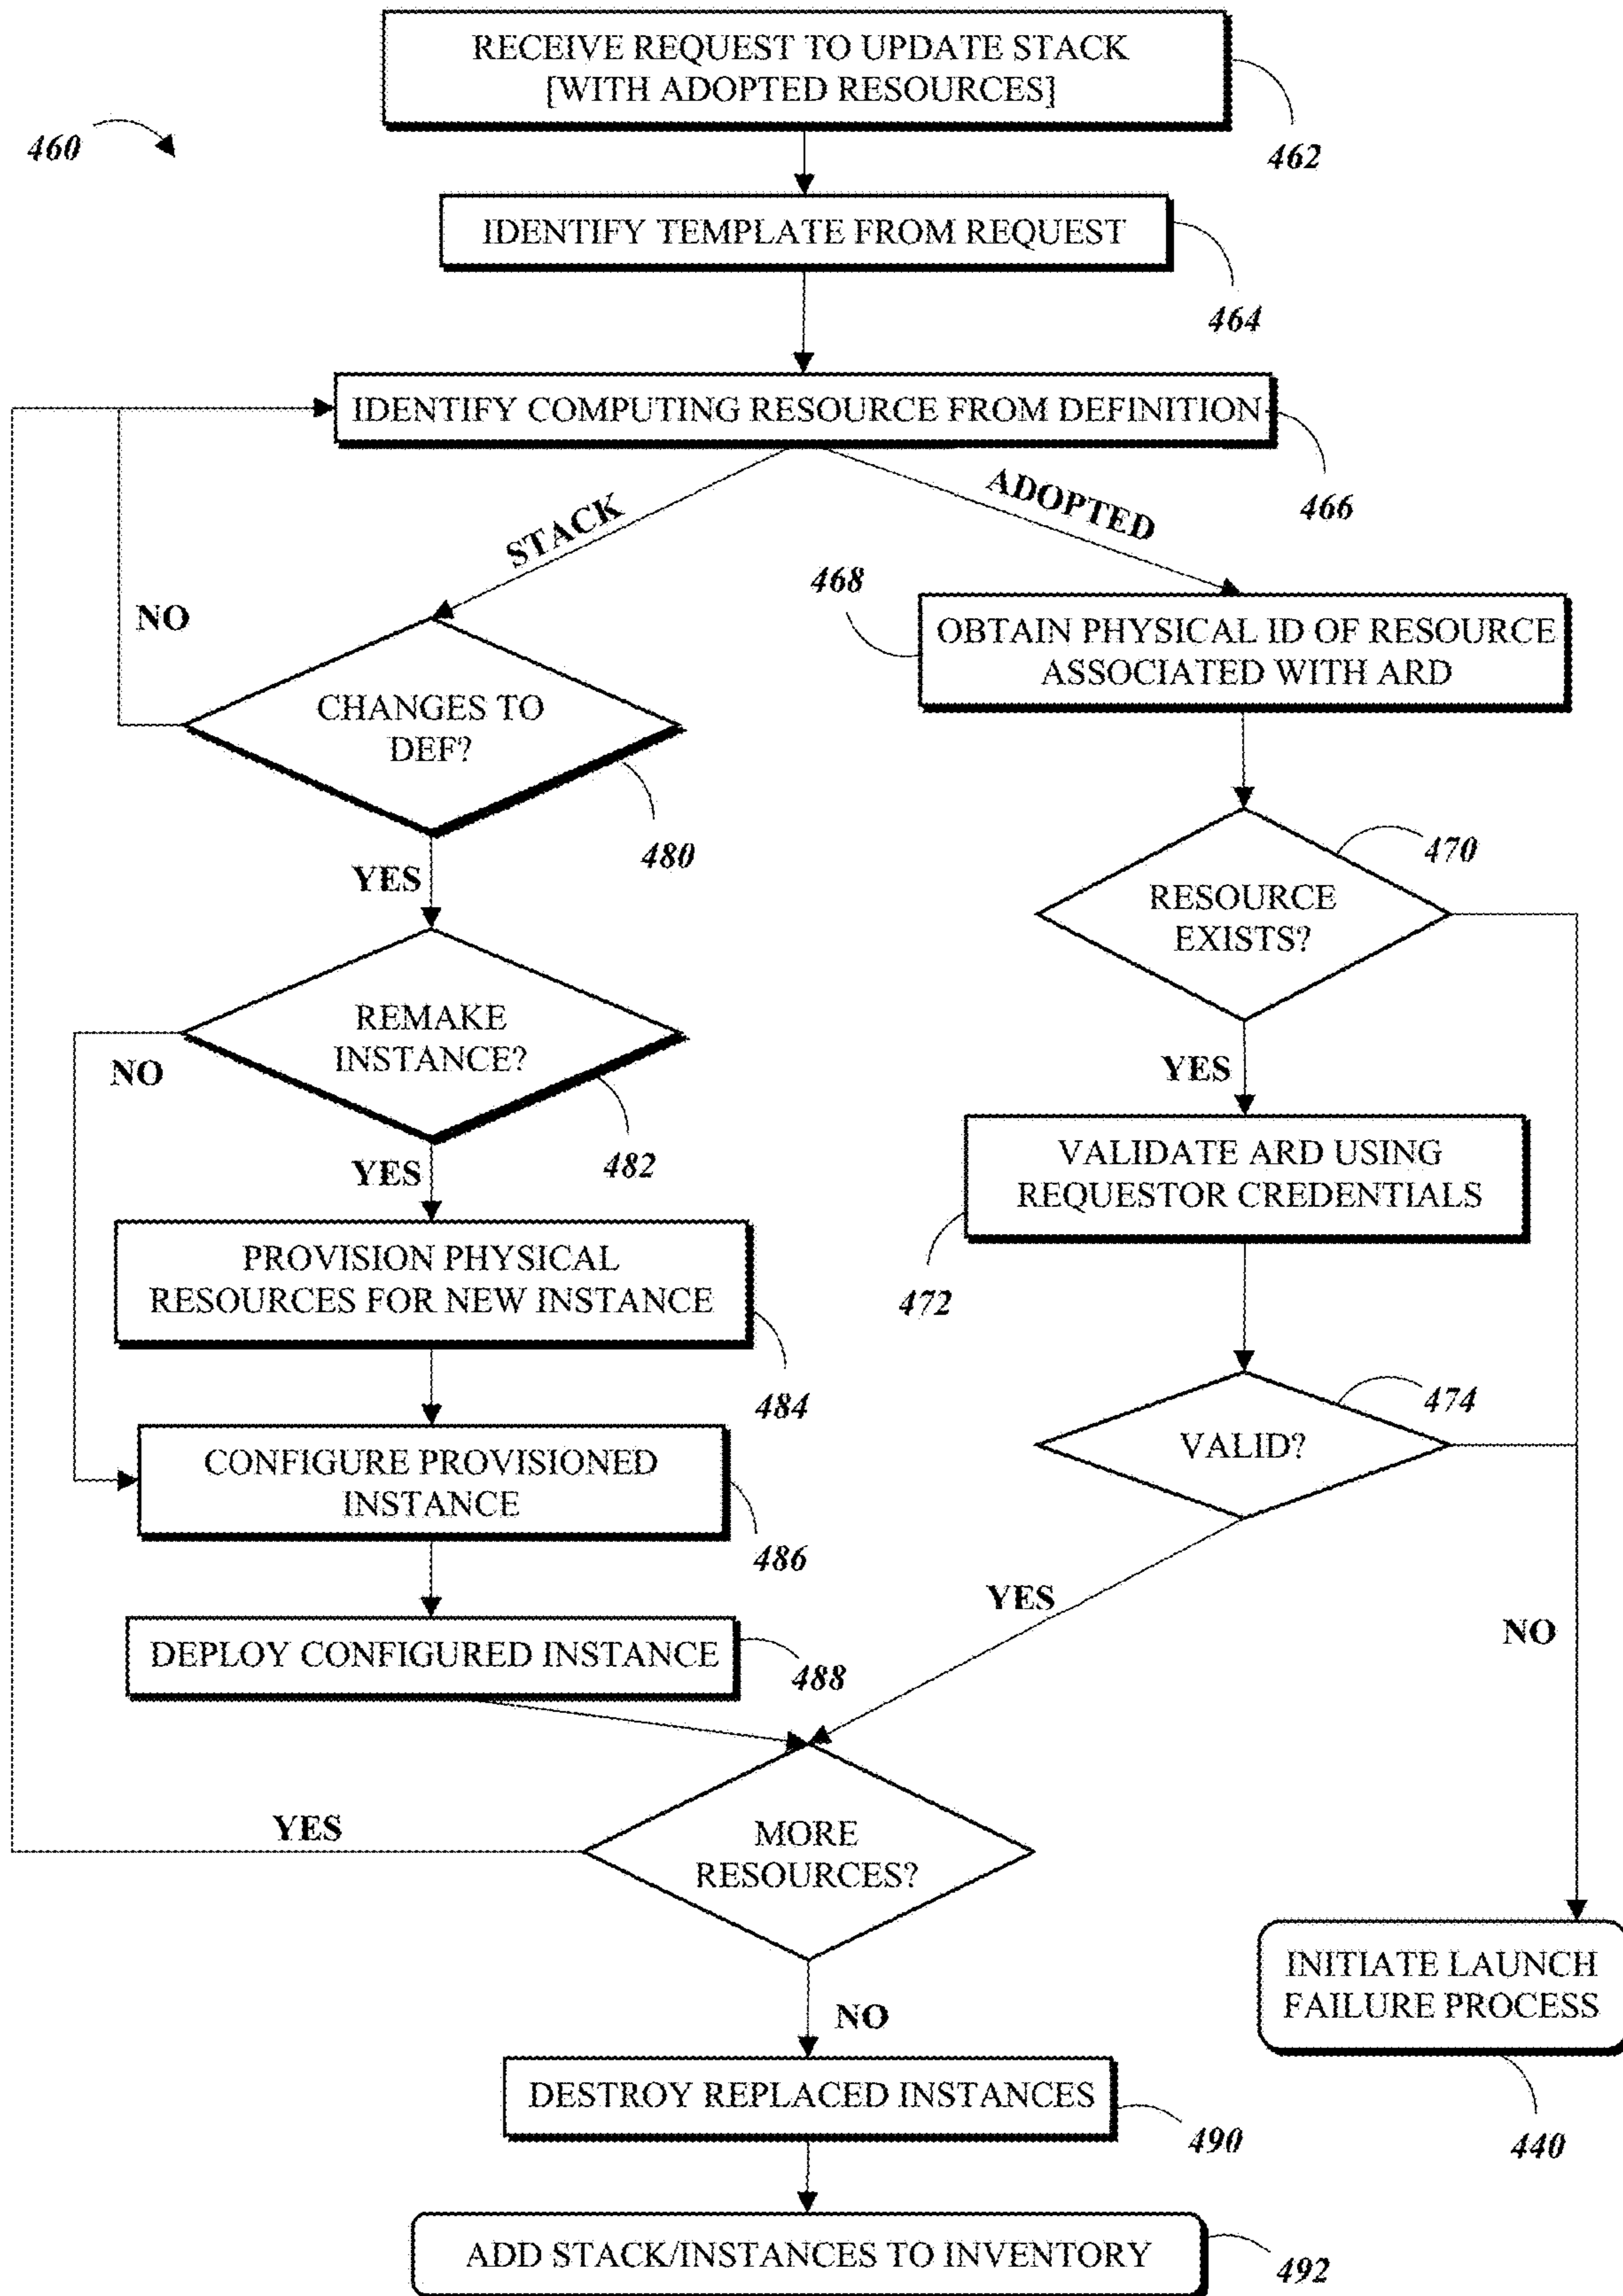 RECEIVE REQUEST TO UPDATE STACK
[WITH ADOPTED RESOURCES]
460
462
IDENTIFY TEMPLATE FROM REQUEST
464
IDENTIFY COMPUTING RESOURCE FROM DEFINITION
466
STACK
ADOPTED
468
NO
OBTAIN PHYSICAL ID OF RESOURCE
ASSOCIATED WITH ARD
CHANGES TO
DEF?
480
470
YES
RESOURCE
EXISTS?
REMAKE
INSTANCE?
NO
YES
482
YES
VALIDATE ARD USING
REQUESTOR CREDENTIALS
472
PROVISION PHYSICAL
RESOURCES FOR NEW INSTANCE
484
474
VALID?
CONFIGURE PROVISIONED
INSTANCE
486
YES
NO
DEPLOY CONFIGURED INSTANCE
488
YES
MORE
RESOURCES?
INITIATE LAUNCH
FAILURE PROCESS
440
NO
DESTROY REPLACED INSTANCES
490
ADD STACK/INSTANCES TO INVENTORY
492